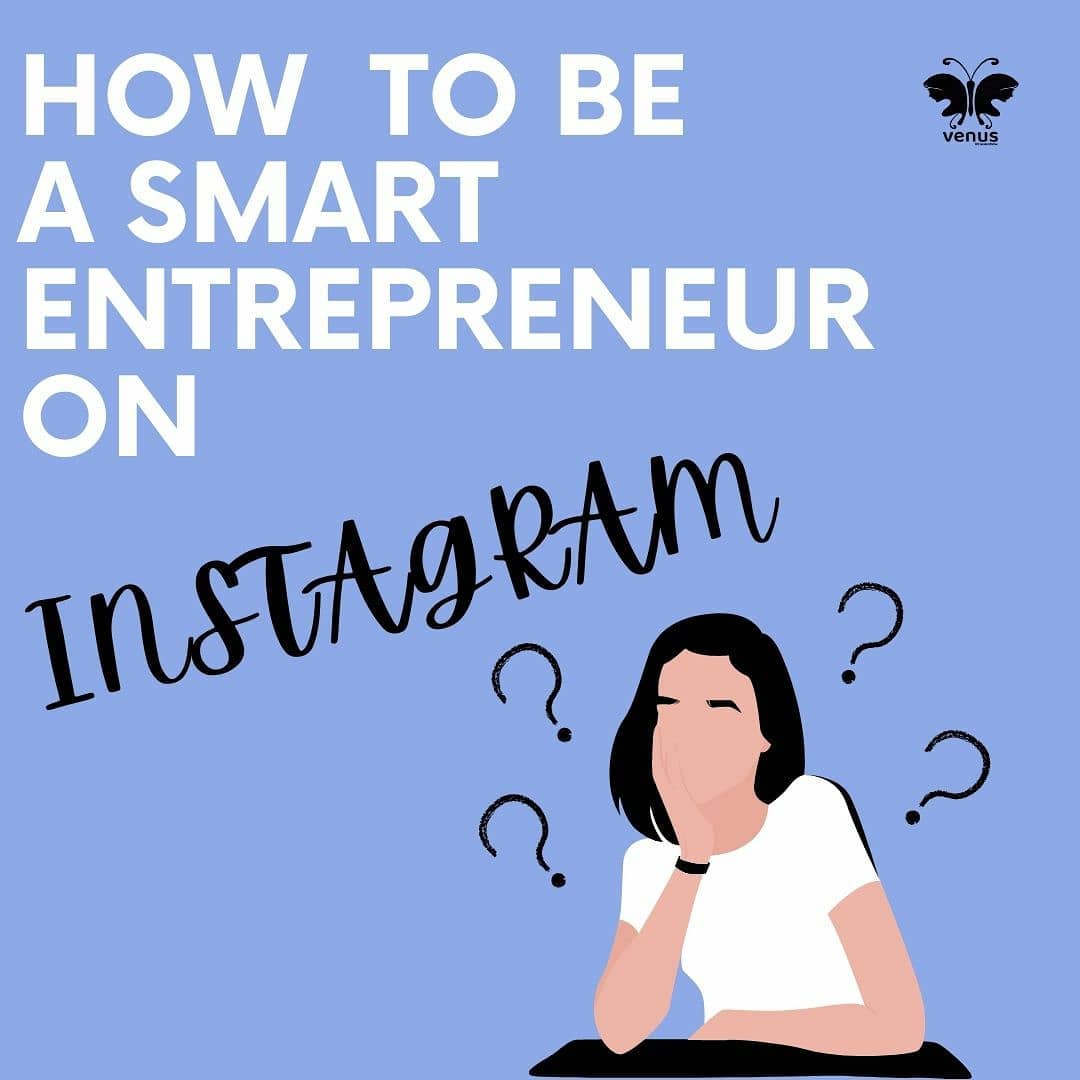 HOW TO BE
A SMART
ENTREPRENEUR
ON
INSTAGRAM
venus